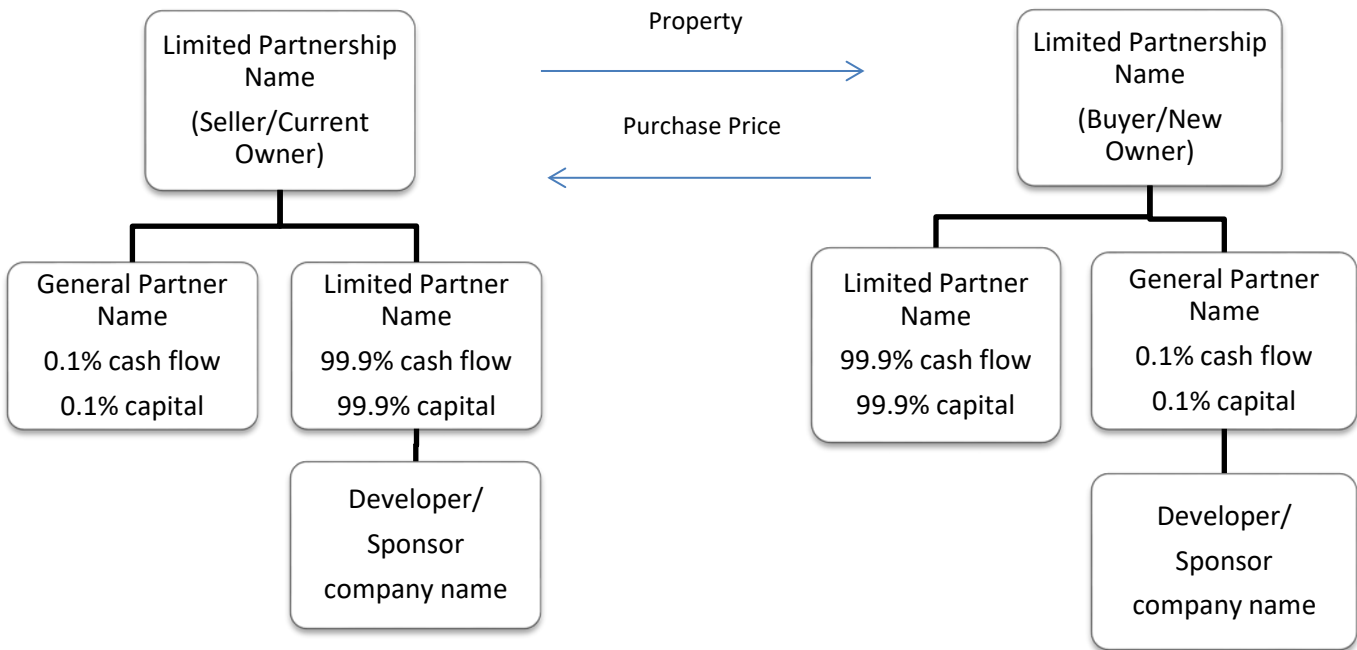 Limited Partnership
Name
(Seller/Current
Owner)
Property
Purchase Price
Limited Partnership
Name
(Buyer/New
Owner)
General Partner
Name
0.1% cash flow
0.1% capital
Limited Partner
Name
99.9% cash flow
99.9% capital
Limited Partner
Name
99.9% cash flow
99.9% capital
General Partner
Name
0.1% cash flow
0.1% capital
Developer/
Sponsor
company name
Developer/
Sponsor
company name